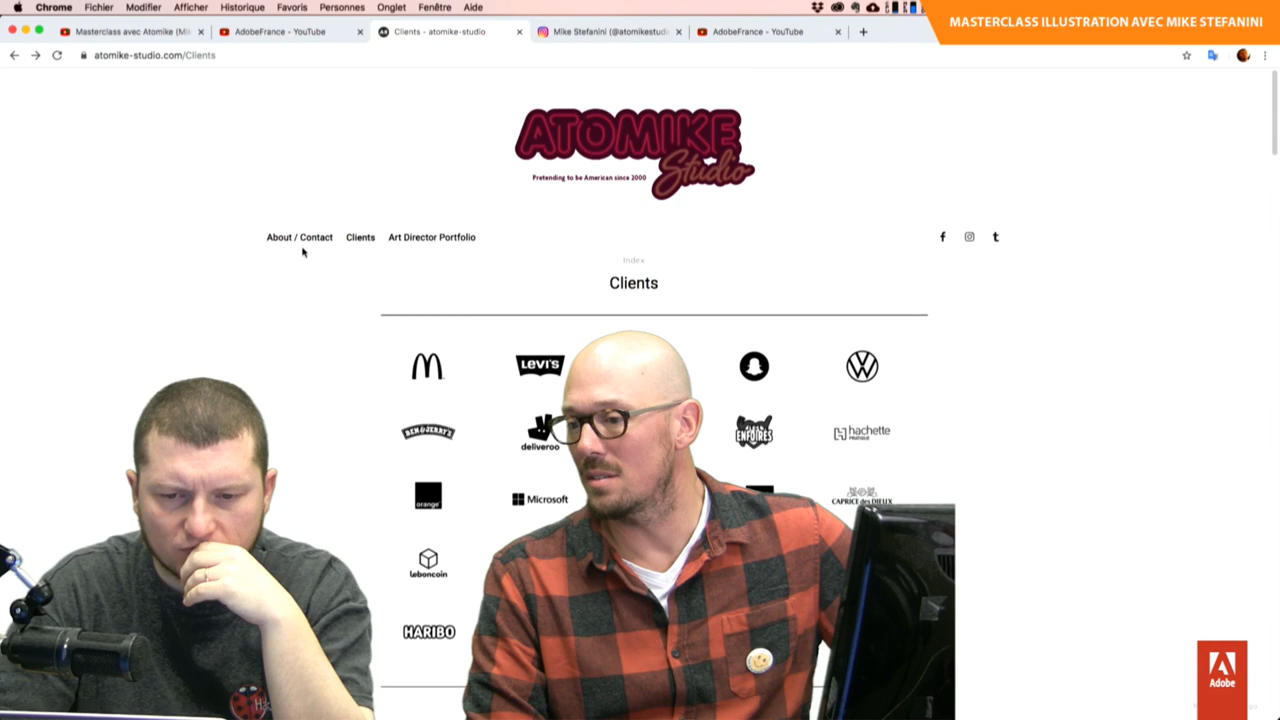 Chrome Fichier Modifier Afficher Historique Favoris Personnes Onglet Fenêtre Aide
MASTERCLASS ILLUSTRATION AVEC MIKE STEFANINI
Masterclass avec Atomike (Mi
AdobeFrance - YouTube
Clients - atomike-studio
Mike Stefanini (@atomikestud
AdobeFrance - YouTube
atomike-studio.com/Clients
ATOMIKE
Studio
Pretending to be American since 2000
About / Contact Clients Art Director Portfolio
Index
Clients
LEVI'S
BEN & JERRY'S
deliveroo
ENFOIRÉS
hachette
PRATIQUE
orange
Microsoft
CAPRICE des DIEUX
leboncoin
HARIBO
Adobe